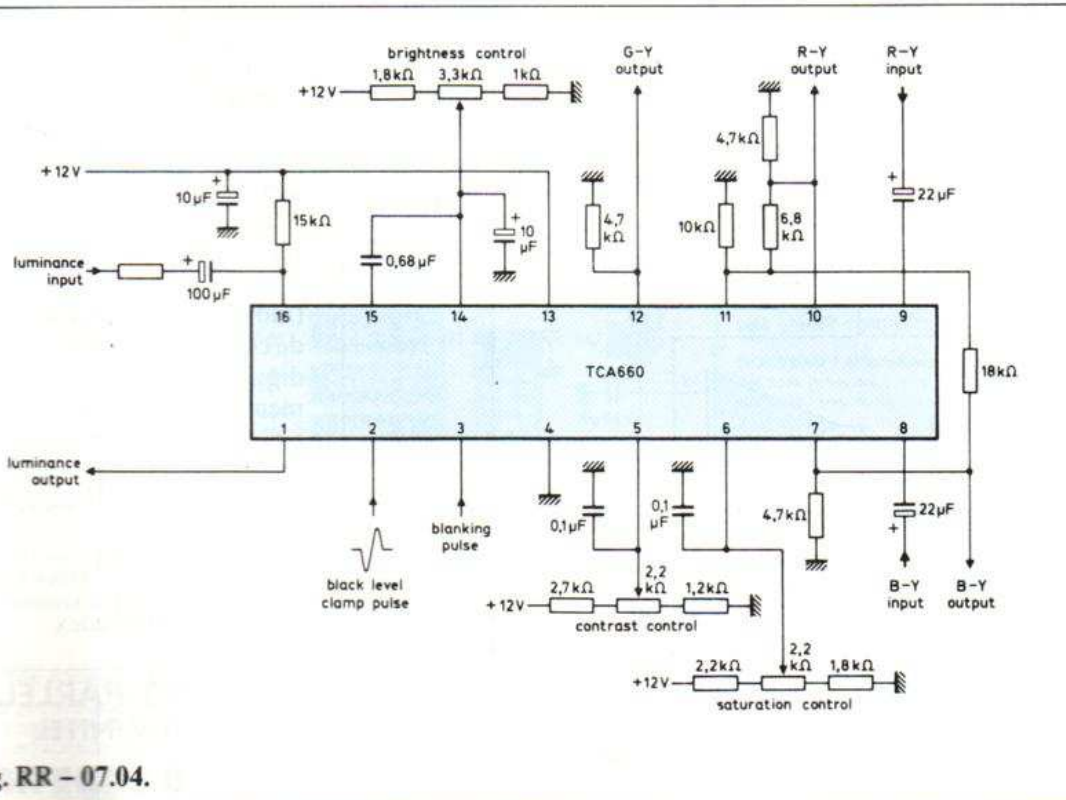 brightness control
1,8kΩ 3,3kΩ 1kΩ
+12V
G-Y
output
R-Y
output
R-Y
input
4,7kΩ
+12V
+
10µF
15kΩ
+
10
µF
4,7
kΩ
10kΩ
6,8
kΩ
+
22µF
luminance
input
+
100µF
0,68µF
16 15 14 13 12 11 10 9
TCA660
18kΩ
1 2 3 4 5 6 7 8
luminance
output
black level
clamp pulse
blanking
pulse
0,1µF
0,1
µF
4,7kΩ
22µF
+
B-Y
input
B-Y
output
+12V
2,7kΩ
2,2
kΩ
1,2kΩ
contrast control
+12V
2,2kΩ
2,2
kΩ
1,8kΩ
saturation control
. RR – 07.04.